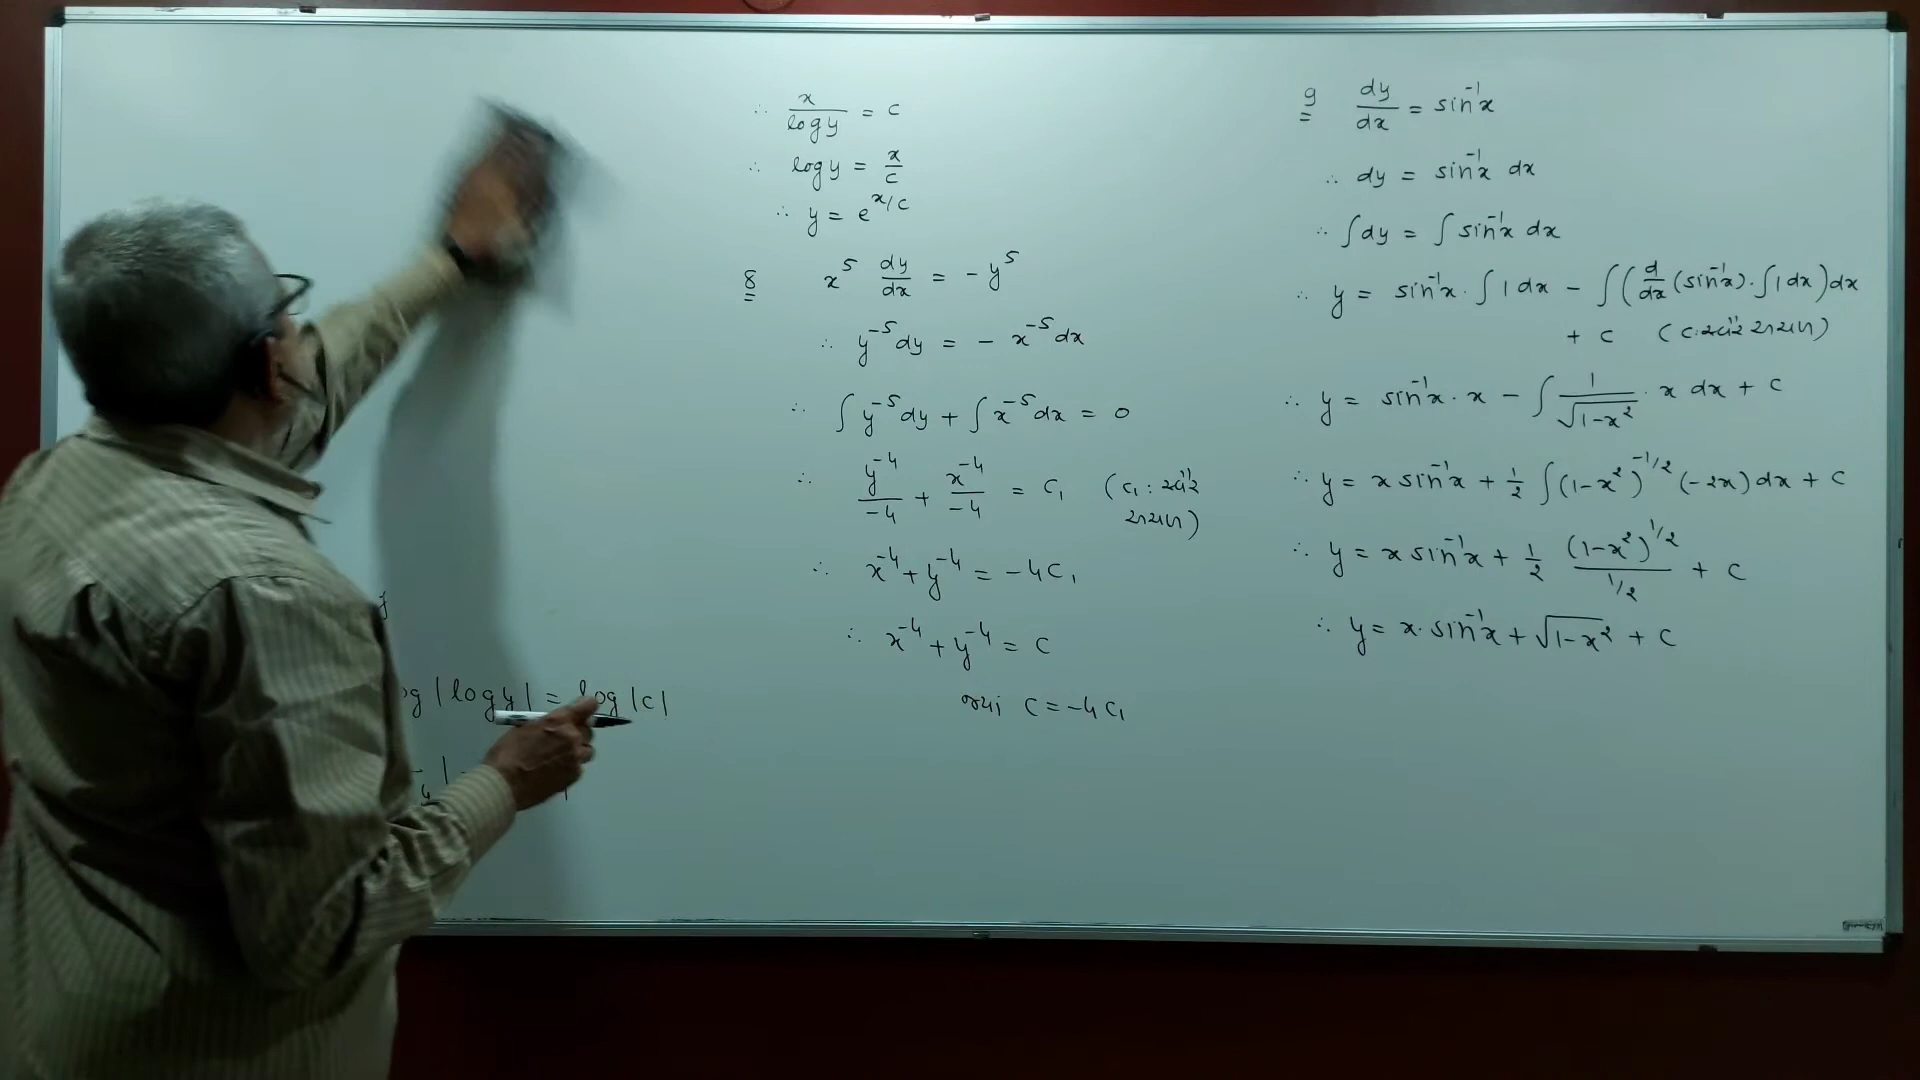 og |log y| = log |c|
∴ x/log y = c
∴ log y = x/c
∴ y = e^(x/c)
8 x⁵ dy/dx = - y⁵
∴ y⁻⁵ dy = - x⁻⁵ dx
∴ ∫ y⁻⁵ dy + ∫ x⁻⁵ dx = 0
∴ y⁻⁴/-4 + x⁻⁴/-4 = c₁ (c₁ : સ્વૈર
અચળ)
∴ x⁻⁴ + y⁻⁴ = -4c₁
∴ x⁻⁴ + y⁻⁴ = c
જ્યાં c = -4c₁
9 dy/dx = sin⁻¹x
∴ dy = sin⁻¹x dx
∴ ∫ dy = ∫ sin⁻¹x dx
∴ y = sin⁻¹x · ∫ 1 dx - ∫ (d/dx (sin⁻¹x) · ∫ 1 dx) dx
+ c (c : સ્વૈર અચળ)
∴ y = sin⁻¹x · x - ∫ 1/√(1-x²) · x dx + c
∴ y = x sin⁻¹x + 1/2 ∫ (1-x²)^(-1/2) (-2x) dx + c
∴ y = x sin⁻¹x + 1/2 (1-x²)^(1/2)/(1/2) + c
∴ y = x · sin⁻¹x + √(1-x²) + c